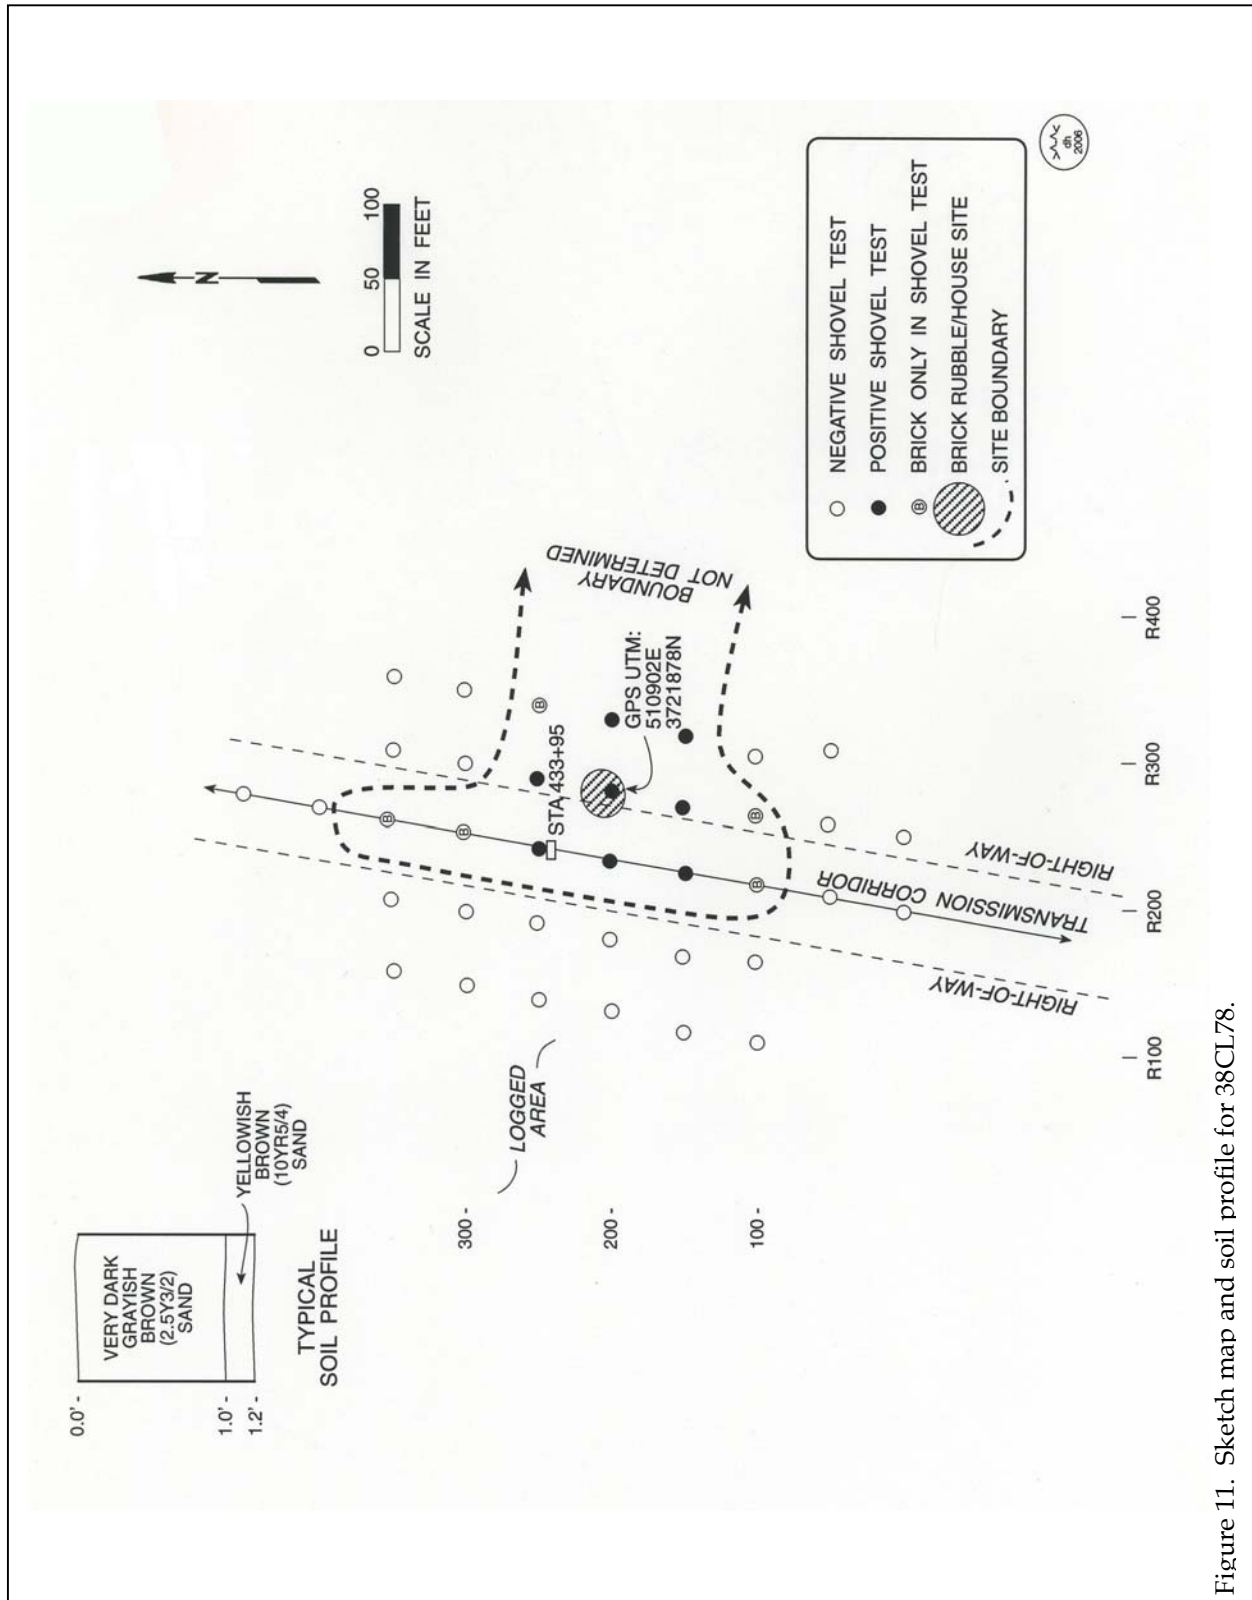 0.0' -
1.0' -
1.2' -
VERY DARK
GRAYISH
BROWN
(2.5Y3/2)
SAND
YELLOWISH
BROWN
(10YR5/4)
SAND
TYPICAL
SOIL PROFILE
N
0 50 100
SCALE IN FEET
LOGGED
AREA
300 -
200 -
100 -
STA 433+95
GPS UTM:
510902E
3721878N
BOUNDARY
NOT DETERMINED
B
B
B
B
B
RIGHT-OF-WAY
TRANSMISSION CORRIDOR
RIGHT-OF-WAY
R100
R200
R300
R400
NEGATIVE SHOVEL TEST
POSITIVE SHOVEL TEST
B BRICK ONLY IN SHOVEL TEST
BRICK RUBBLE/HOUSE SITE
SITE BOUNDARY
dh
2006
Figure 11. Sketch map and soil profile for 38CL78.